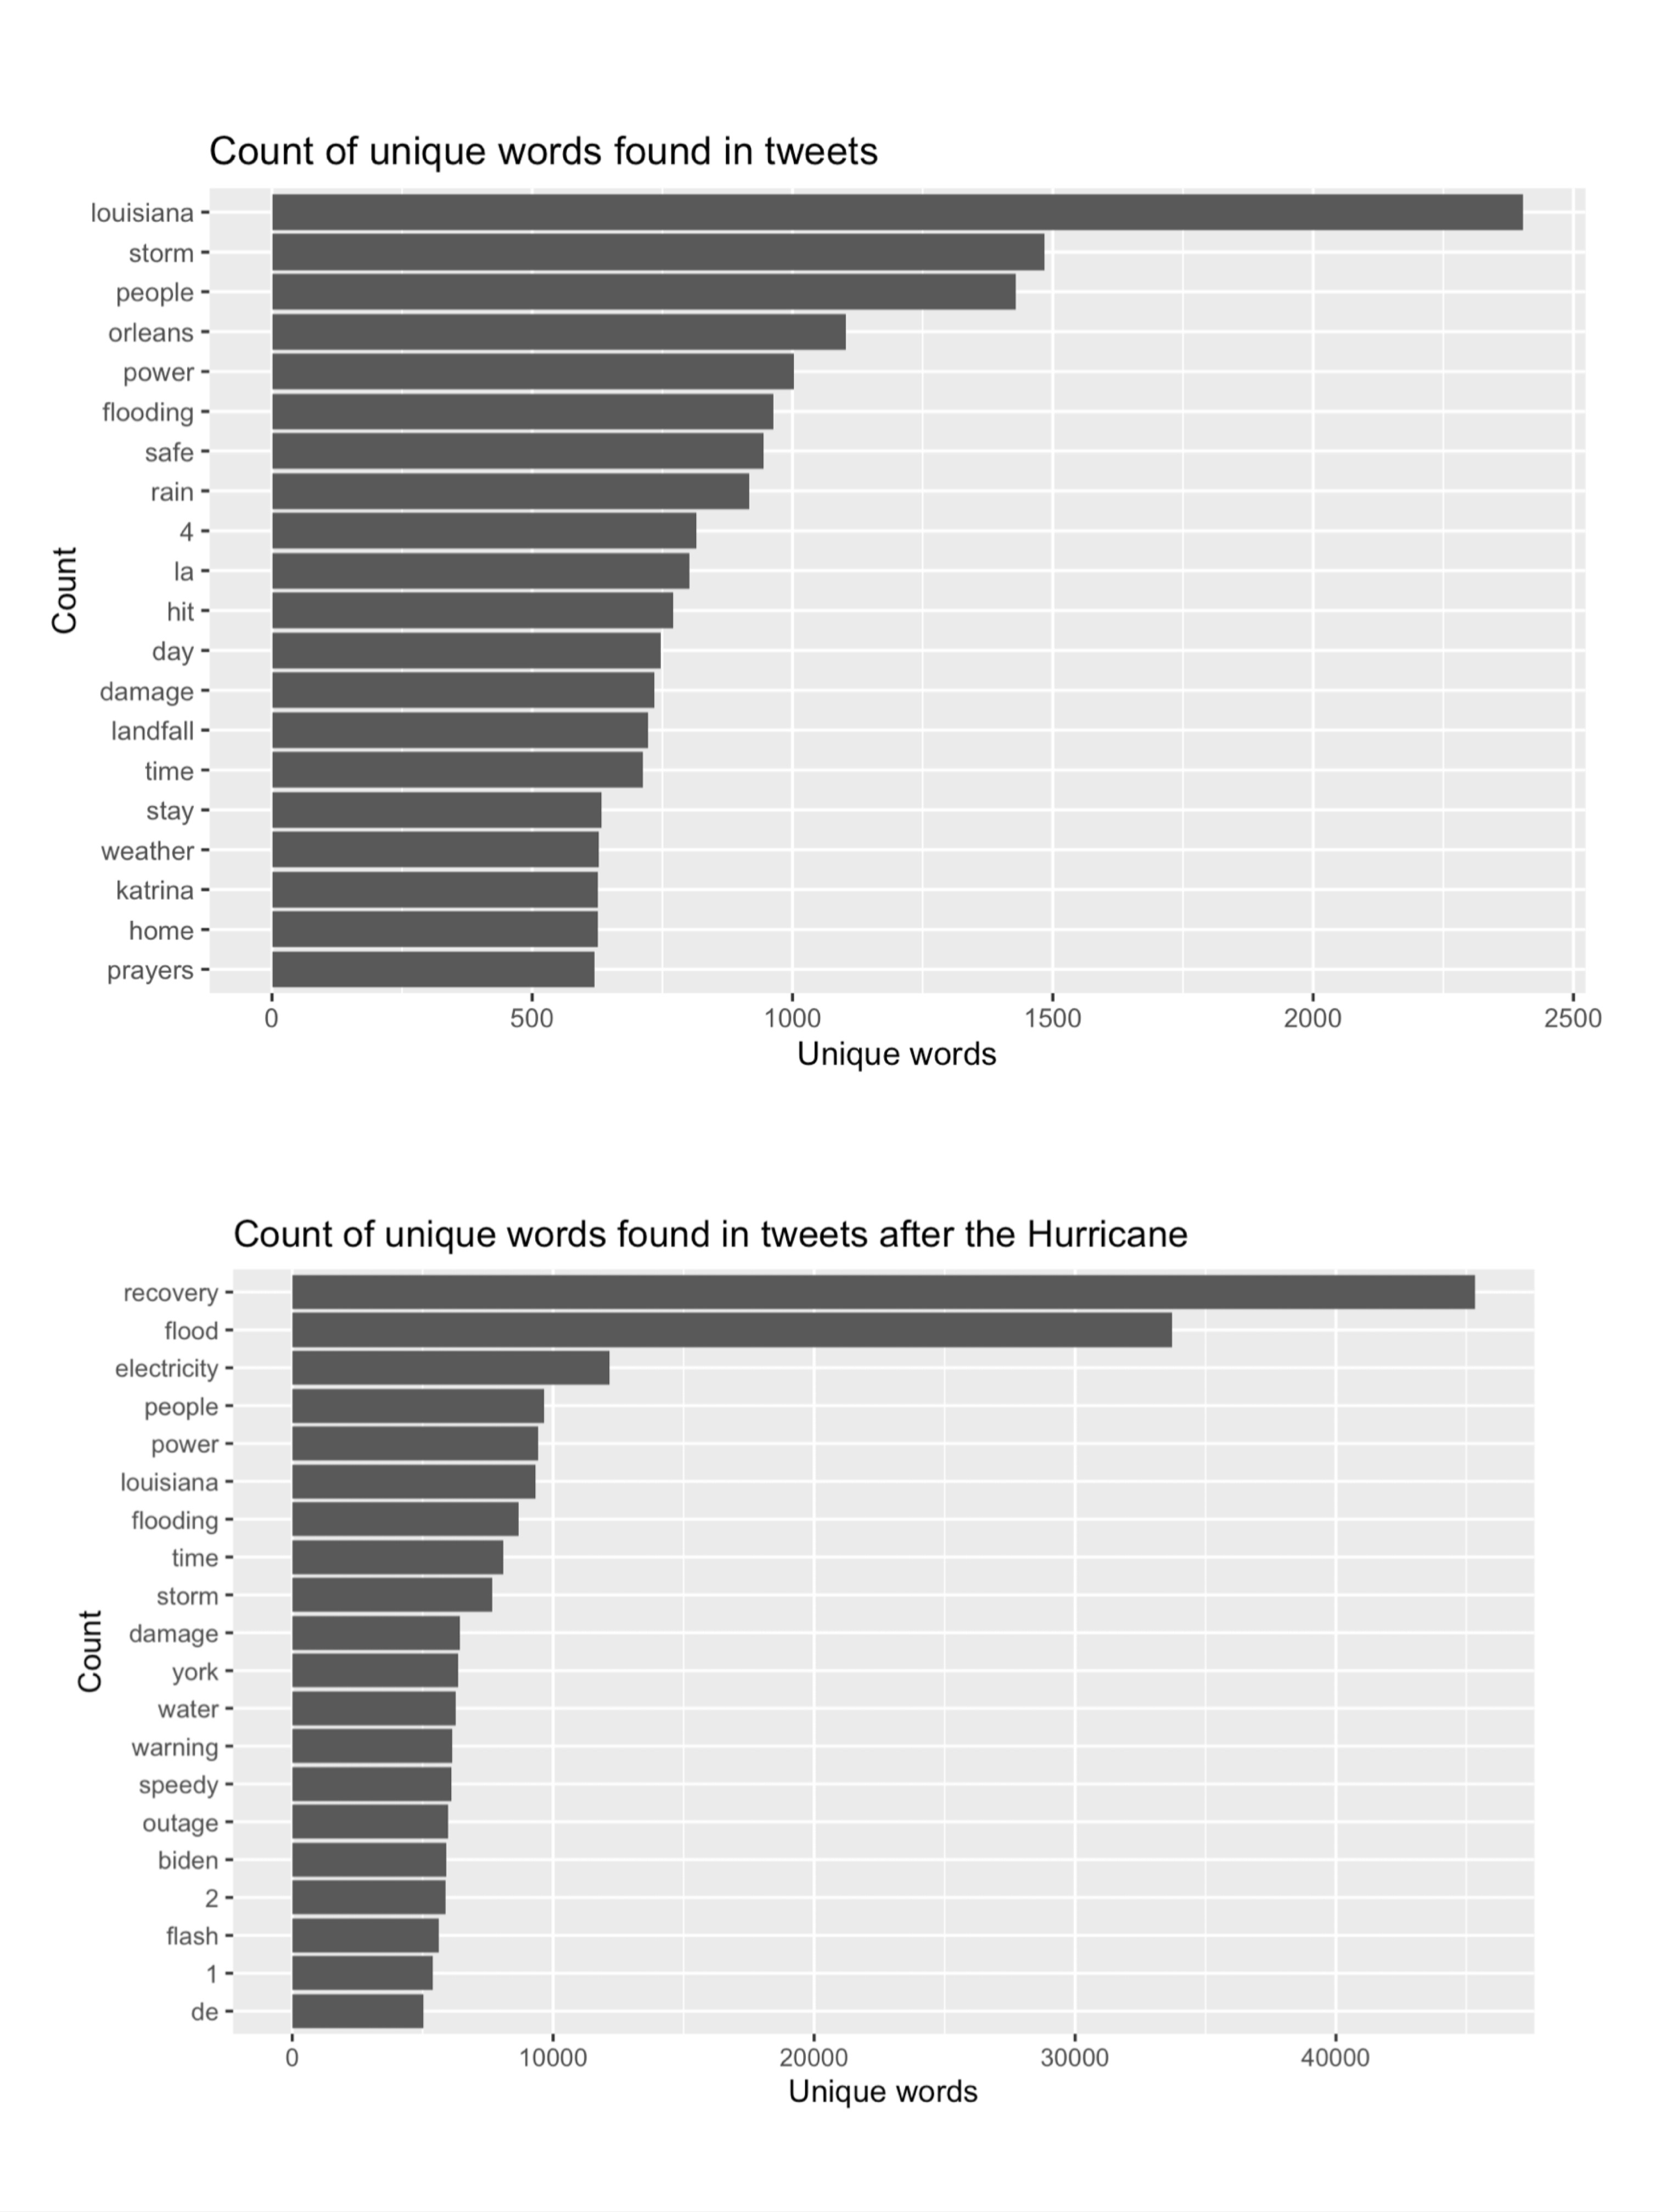 Count of unique words found in tweets
louisiana
storm
people
orleans
power
flooding
safe
rain
4
la
hit
day
damage
landfall
time
stay
weather
katrina
home
prayers
Count
0 500 1000 1500 2000 2500
Unique words
Count of unique words found in tweets after the Hurricane
recovery
flood
electricity
people
power
louisiana
flooding
time
storm
damage
york
water
warning
speedy
outage
biden
2
flash
1
de
Count
0 10000 20000 30000 40000
Unique words